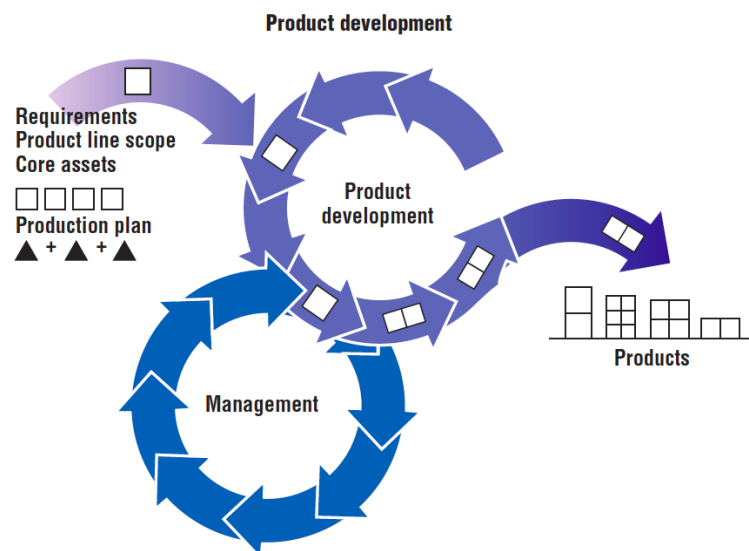 Product development
Requirements
Product line scope
Core assets
Production plan
+ +
Product
development
Management
Products